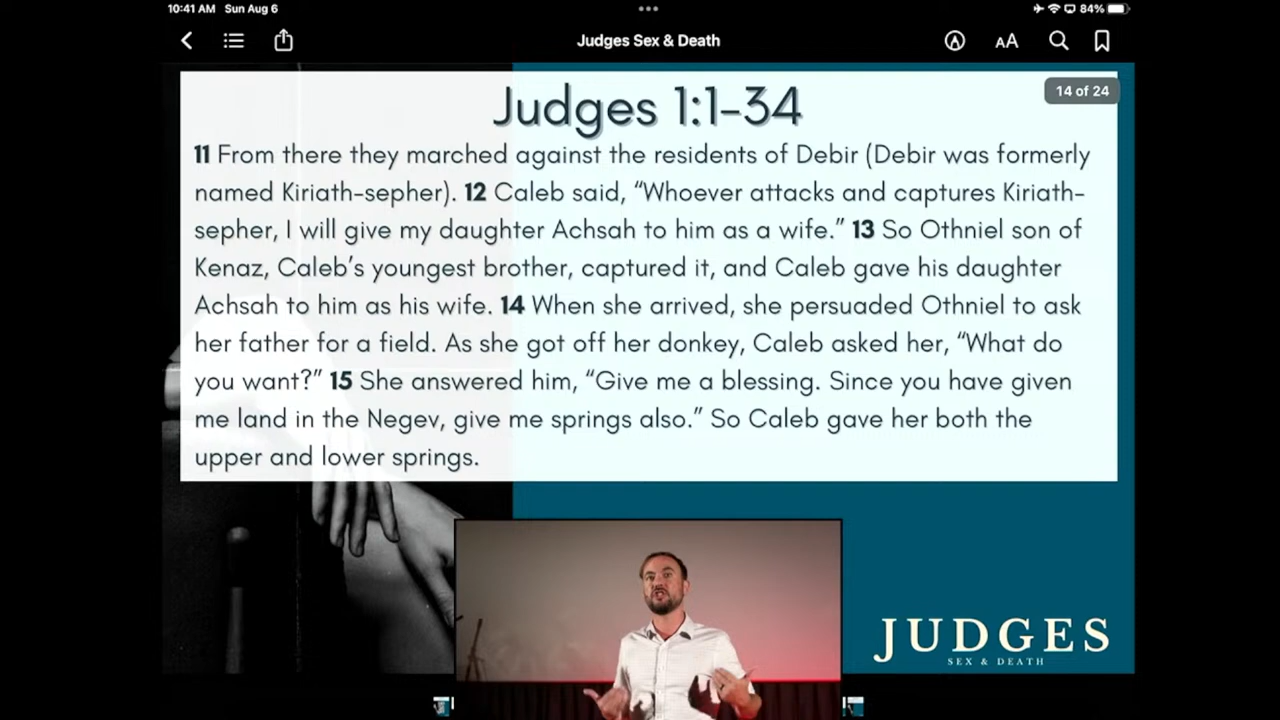 10:41 AM Sun Aug 6
84%
Judges Sex & Death
AA
14 of 24
Judges 1:1-34
11 From there they marched against the residents of Debir (Debir was formerly
named Kiriath-sepher). 12 Caleb said, “Whoever attacks and captures Kiriath-
sepher, I will give my daughter Achsah to him as a wife.” 13 So Othniel son of
Kenaz, Caleb’s youngest brother, captured it, and Caleb gave his daughter
Achsah to him as his wife. 14 When she arrived, she persuaded Othniel to ask
her father for a field. As she got off her donkey, Caleb asked her, “What do
you want?” 15 She answered him, “Give me a blessing. Since you have given
me land in the Negev, give me springs also.” So Caleb gave her both the
upper and lower springs.
JUDGES
SEX & DEATH